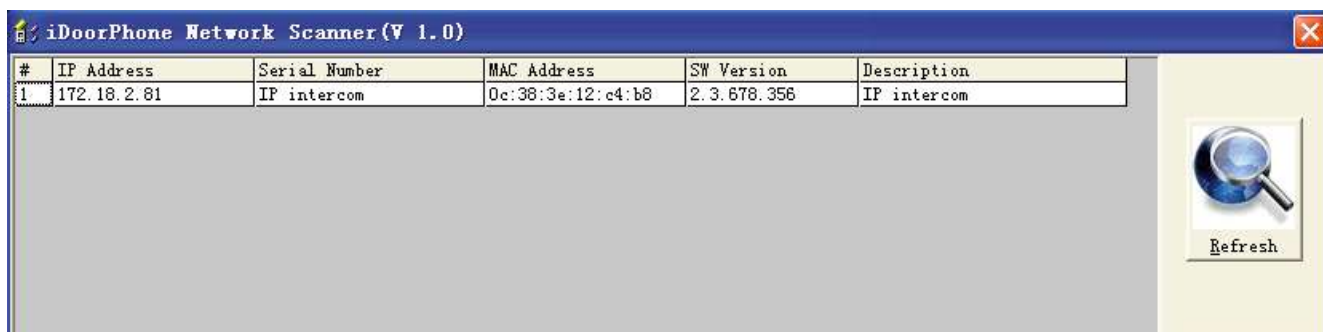 iDoorPhone Network Scanner(V 1.0)
# IP Address Serial Number MAC Address SW Version Description
1 172.18.2.81 IP intercom 0c:38:3e:12:c4:b8 2.3.678.356 IP intercom
Refresh